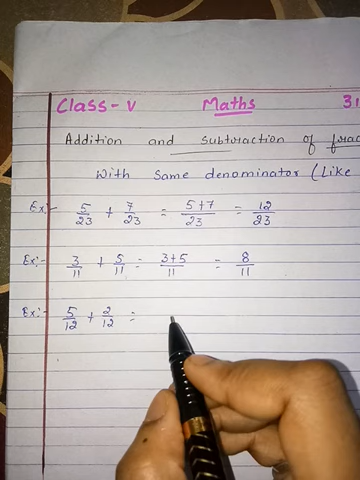 Class - V Maths 31
Addition and subtraction of frac
With same denominator (Like
Ex:- 5/23 + 7/23 = 5+7/23 = 12/23
Ex:- 3/11 + 5/11 = 3+5/11 = 8/11
Ex:- 5/12 + 2/12 =